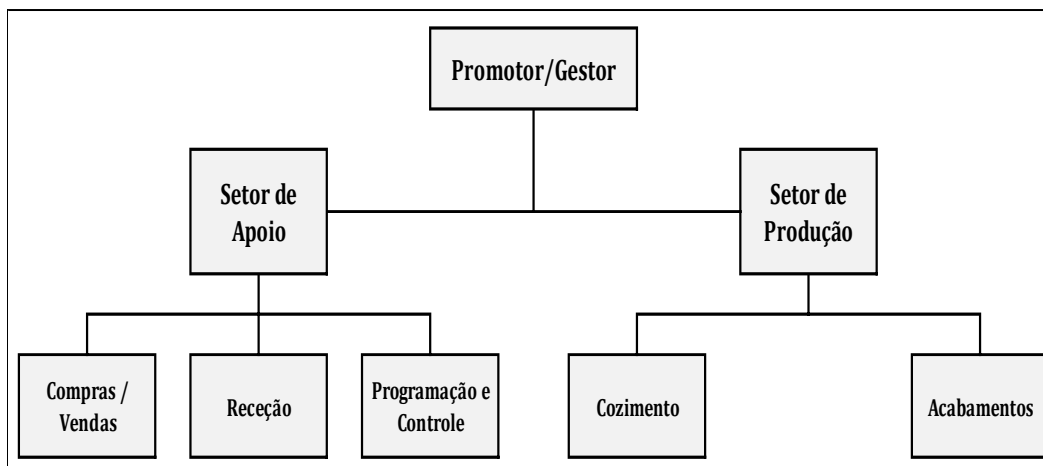 Promotor/Gestor
Setor de
Apoio
Setor de
Produção
Compras /
Vendas
Receção
Programação e
Controle
Cozimento
Acabamentos